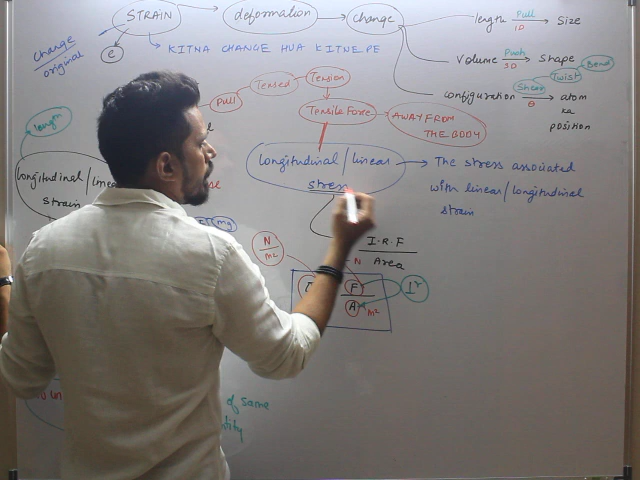 STRAIN deformation change length Pull 1D Size
change
original
e KITNA CHANGE HUA KITNE PE
Volume Push 3D Shape
Bend
Twist
Shear
configuration θ atom
ka
position
Pull Tensed Tension
Tensile Force AWAY FROM
THE BODY
length
longitudinal/linear
strain
longitudinal/linear
stress
The stress associated
with linear/longitudinal
strain
(mg)
N
m²
I.R.F
Area
N
F
A
m²
of same